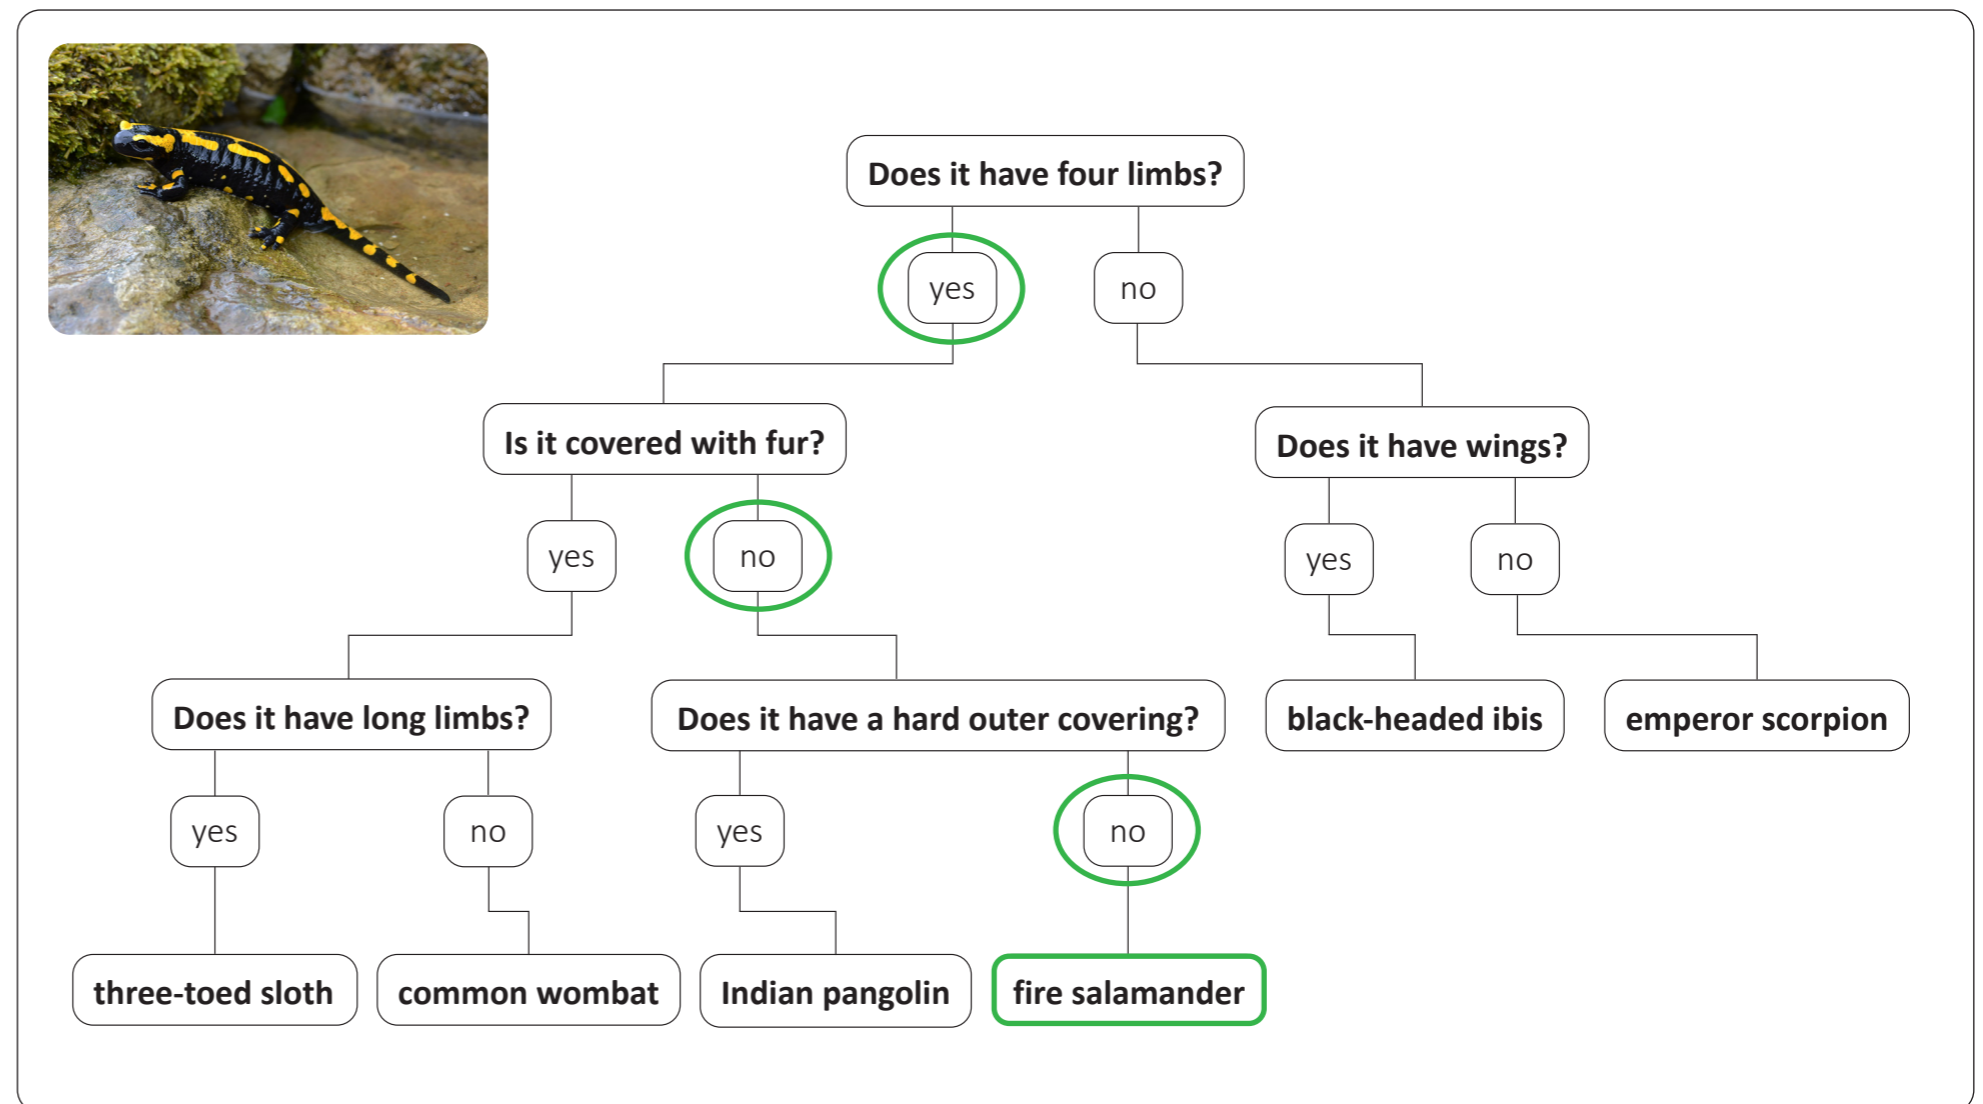 Does it have four limbs?
yes
no
Is it covered with fur?
Does it have wings?
yes
no
yes
no
Does it have long limbs?
Does it have a hard outer covering?
black-headed ibis
emperor scorpion
yes
no
yes
no
three-toed sloth
common wombat
Indian pangolin
fire salamander